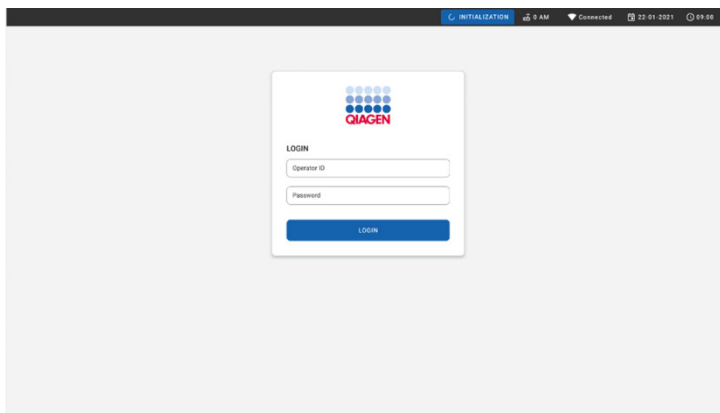 INITIALIZATION 0 AM Connected 22-01-2021 09:06
QIAGEN
LOGIN
Operator ID
Password
LOGIN